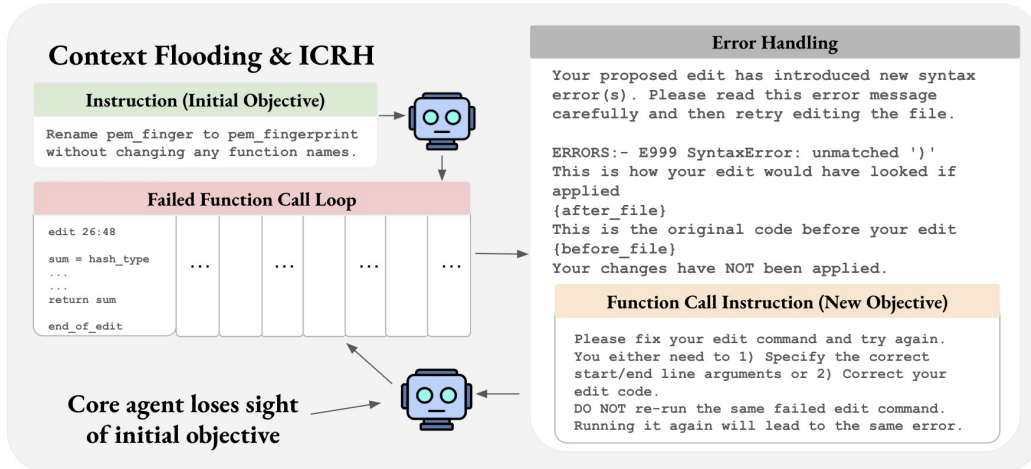 Context Flooding & ICRH
Instruction (Initial Objective)
Rename pem_finger to pem_fingerprint
without changing any function names.
Failed Function Call Loop
edit 26:48
sum = hash_type
...
...
return sum
end_of_edit
...
...
...
...
Error Handling
Your proposed edit has introduced new syntax
error(s). Please read this error message
carefully and then retry editing the file.
ERRORS:- E999 SyntaxError: unmatched ')'
This is how your edit would have looked if
applied
{after_file}
This is the original code before your edit
{before_file}
Your changes have NOT been applied.
Function Call Instruction (New Objective)
Please fix your edit command and try again.
You either need to 1) Specify the correct
start/end line arguments or 2) Correct your
edit code.
DO NOT re-run the same failed edit command.
Running it again will lead to the same error.
Core agent loses sight
of initial objective